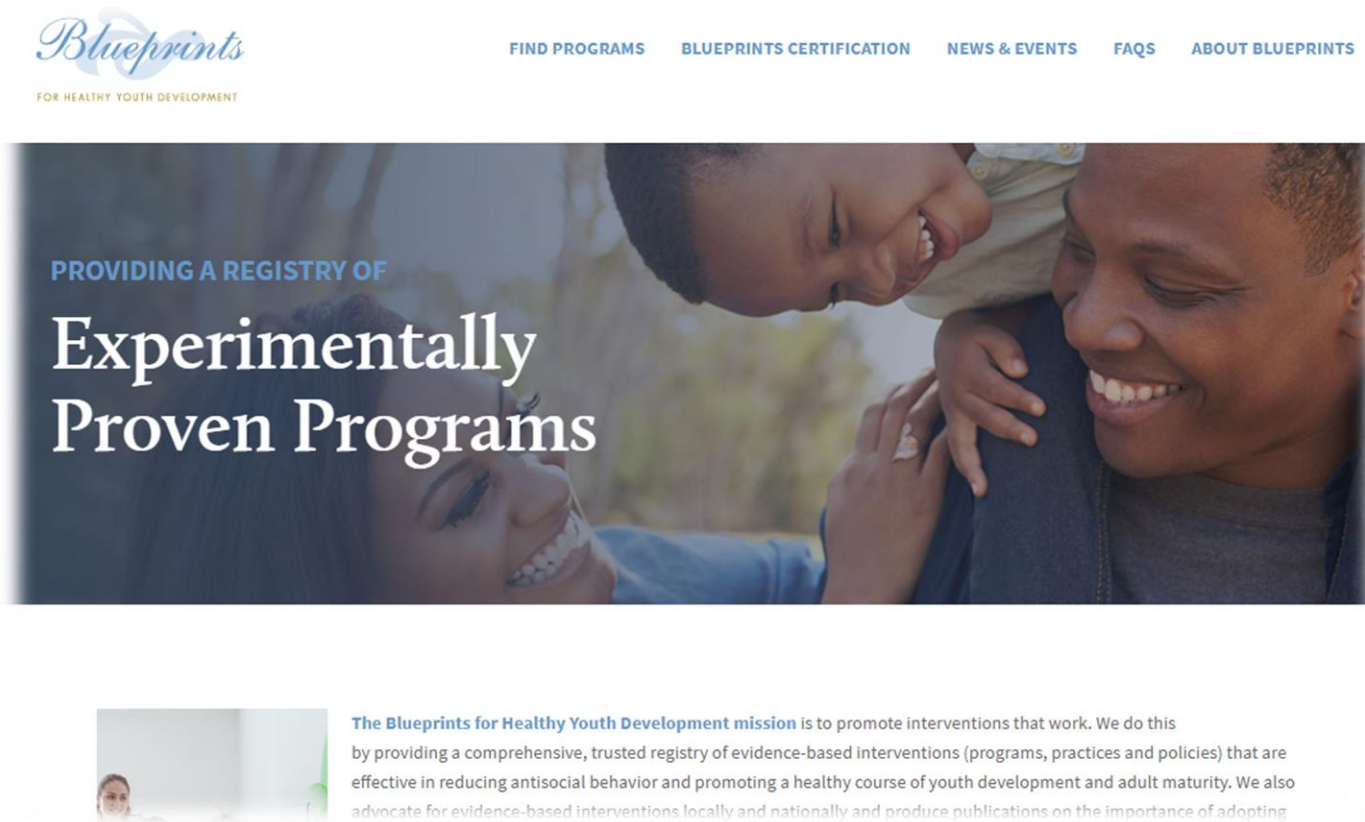 Blueprints
FOR HEALTHY YOUTH DEVELOPMENT
FIND PROGRAMS BLUEPRINTS CERTIFICATION NEWS & EVENTS FAQS ABOUT BLUEPRINTS
PROVIDING A REGISTRY OF
Experimentally
Proven Programs
The Blueprints for Healthy Youth Development mission is to promote interventions that work. We do this
by providing a comprehensive, trusted registry of evidence-based interventions (programs, practices and policies) that are
effective in reducing antisocial behavior and promoting a healthy course of youth development and adult maturity. We also
advocate for evidence-based interventions locally and nationally and produce publications on the importance of adopting